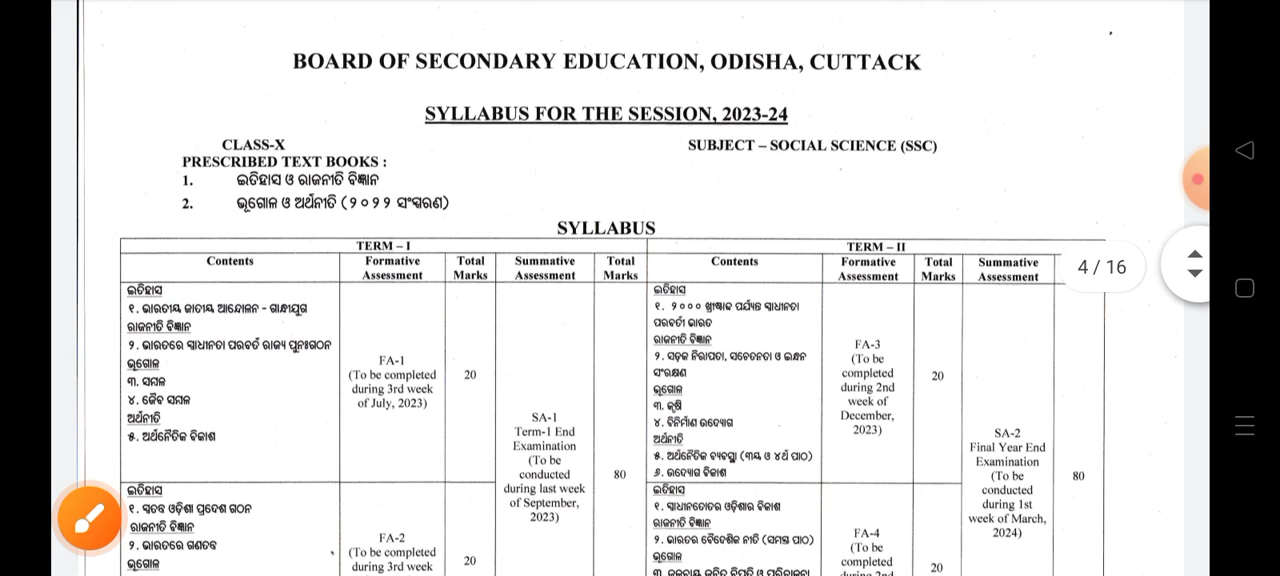 BOARD OF SECONDARY EDUCATION, ODISHA, CUTTACK
SYLLABUS FOR THE SESSION, 2023-24
CLASS-X
SUBJECT – SOCIAL SCIENCE (SSC)
PRESCRIBED TEXT BOOKS :
1. ଇତିହାସ ଓ ରାଜନୀତି ବିଜ୍ଞାନ
2. ଭୂଗୋଳ ଓ ଅର୍ଥନୀତି (୨୦୨୨ ସଂସ୍କରଣ)
SYLLABUS
TERM – I
TERM – II
Contents
Formative
Assessment
Total
Marks
Summative
Assessment
Total
Marks
Contents
Formative
Assessment
Total
Marks
Summative
Assessment
4 / 16
ଇତିହାସ
୧. ଭାରତୀୟ ଜାତୀୟ ଆନ୍ଦୋଳନ - ଗାନ୍ଧୀଯୁଗ
ରାଜନୀତି ବିଜ୍ଞାନ
୨. ଭାରତରେ ସ୍ୱାଧୀନତା ପରବର୍ତୀ ରାଜ୍ୟ ପୁନଃଗଠନ
ଭୂଗୋଳ
୩. ସମ୍ବଳ
୪. ଜୈବ ସମ୍ବଳ
ଅର୍ଥନୀତି
୫. ଅର୍ଥନୈତିକ ବିକାଶ
FA-1
(To be completed
during 3rd week
of July, 2023)
20
SA-1
Term-1 End
Examination
(To be
conducted
during last week
of September,
2023)
80
ଇତିହାସ
୧. ୨୦୦୦ ଖ୍ରୀଷ୍ଟାବ୍ଦ ପର୍ଯ୍ୟନ୍ତ ସ୍ୱାଧୀନତା
ପରବର୍ତୀ ଭାରତ
ରାଜନୀତି ବିଜ୍ଞାନ
୨. ସଡ଼କ ନିରାପତା, ସଚେତନତା ଓ ଇନ୍ଧନ
ସଂରକ୍ଷଣ
ଭୂଗୋଳ
୩. କୃଷି
୪. ବିନିର୍ମାଣ ଉଦ୍ୟୋଗ
ଅର୍ଥନୀତି
୫. ଅର୍ଥନୈତିକ ବ୍ୟବସ୍ଥା (୩ୟ ଓ ୪ର୍ଥ ପାଠ)
୬. ଉଦ୍ୟୋଗ ବିକାଶ
FA-3
(To be
completed
during 2nd
week of
December,
2023)
20
SA-2
Final Year End
Examination
(To be
conducted
during 1st
week of March,
2024)
80
ଇତିହାସ
୧. ସ୍ୱତନ୍ତ୍ର ଓଡ଼ିଶା ପ୍ରଦେଶ ଗଠନ
ରାଜନୀତି ବିଜ୍ଞାନ
୨. ଭାରତରେ ଗଣତନ୍ତ୍ର
ଭୂଗୋଳ
FA-2
(To be completed
during 3rd week
20
ଇତିହାସ
୧. ସ୍ୱାଧୀନତୋତର ଓଡ଼ିଶାର ବିକାଶ
ରାଜନୀତି ବିଜ୍ଞାନ
୨. ଭାରତର ବୈଦେଶିକ ନୀତି (ସମସ୍ତ ପାଠ)
ଭୂଗୋଳ
FA-4
(To be
completed
during 2nd
20